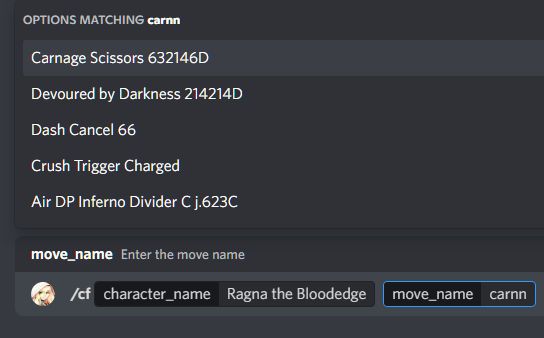 OPTIONS MATCHING carnn
Carnage Scissors 632146D
Devoured by Darkness 214214D
Dash Cancel 66
Crush Trigger Charged
Air DP Inferno Divider C j.623C
move_name Enter the move name
/cf character_name Ragna the Bloodedge move_name carnn